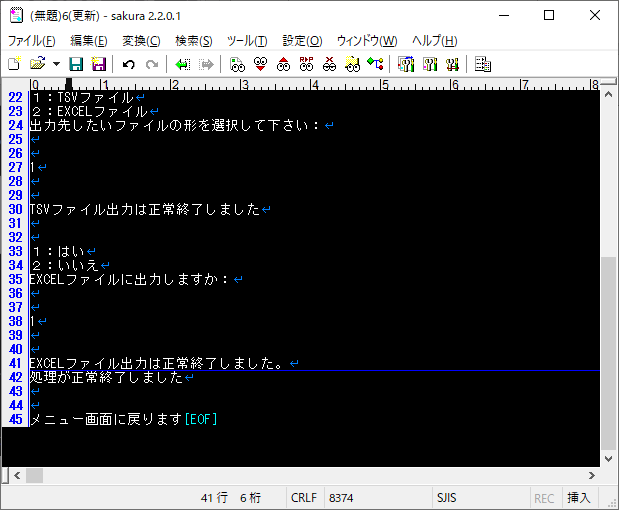 (無題)6(更新) - sakura 2.2.0.1
ファイル(F) 編集(E) 変換(C) 検索(S) ツール(T) 設定(O) ウィンドウ(W) ヘルプ(H)
0 1 2 3 4 5 6 7 8
22 1:TSVファイル↵
23 2:EXCELファイル↵
24 出力先したいファイルの形を選択して下さい:↵
25 ↵
26 ↵
27 1↵
28 ↵
29 ↵
30 TSVファイル出力は正常終了しました↵
31 ↵
32 ↵
33 1:はい↵
34 2:いいえ↵
35 EXCELファイルに出力しますか:↵
36 ↵
37 ↵
38 1↵
39 ↵
40 ↵
41 EXCELファイル出力は正常終了しました。↵
42 処理が正常終了しました↵
43 ↵
44 ↵
45 メニュー画面に戻ります[EOF]
41 行 6 桁 CRLF 8374 SJIS REC 挿入